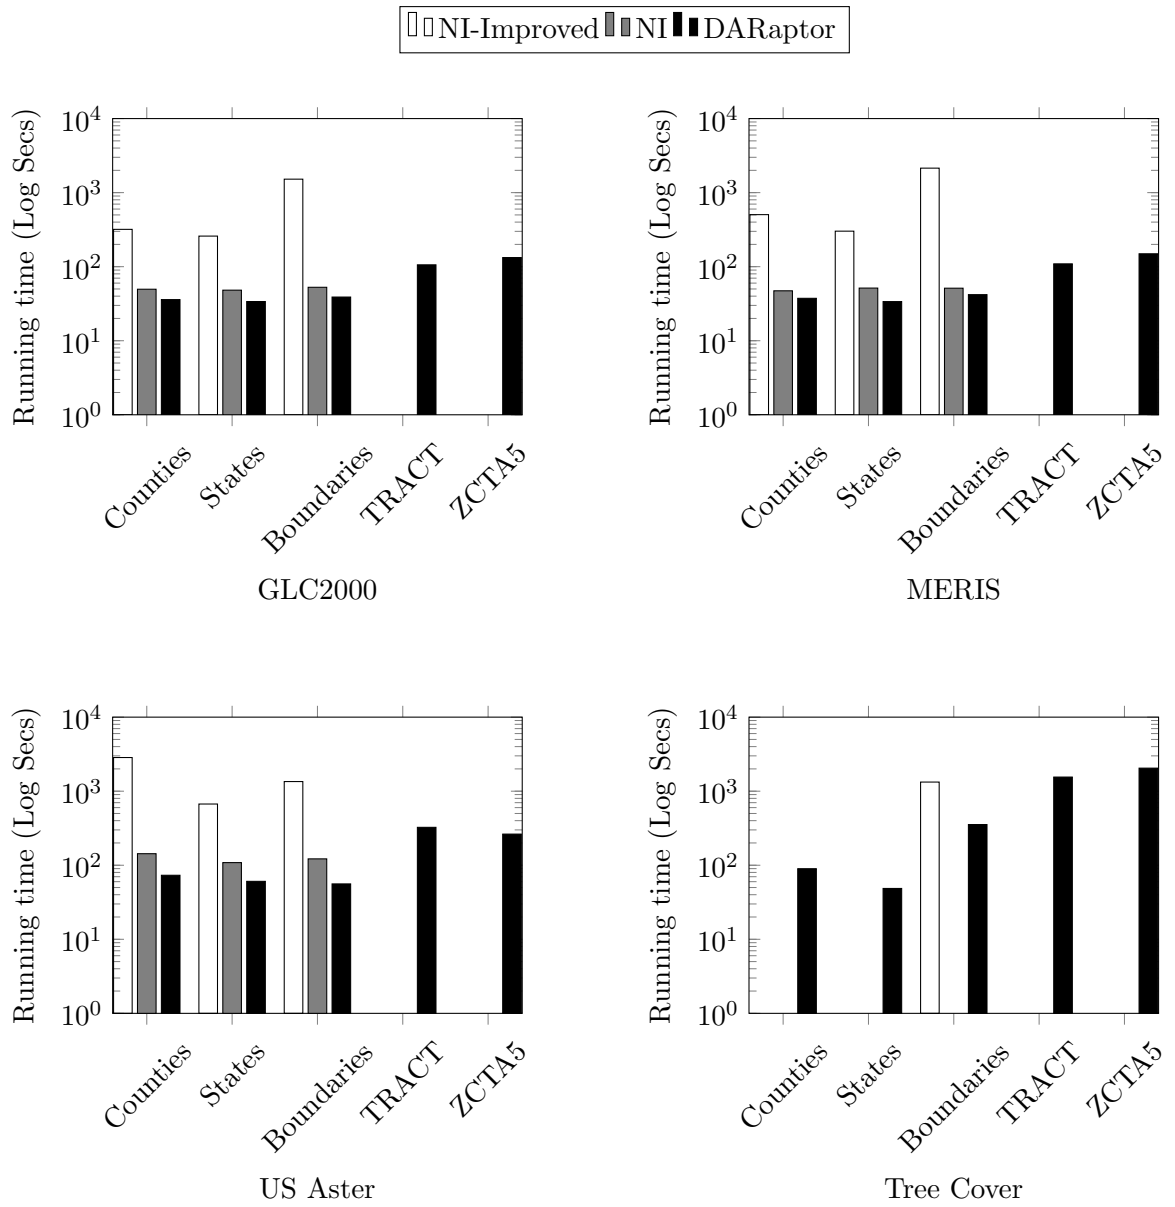 NI-Improved NI DARaptor
Running time (Log Secs)
10^4
10^3
10^2
10^1
10^0
Counties
States
Boundaries
TRACT
ZCTA5
GLC2000
Running time (Log Secs)
10^4
10^3
10^2
10^1
10^0
Counties
States
Boundaries
TRACT
ZCTA5
MERIS
Running time (Log Secs)
10^4
10^3
10^2
10^1
10^0
Counties
States
Boundaries
TRACT
ZCTA5
US Aster
Running time (Log Secs)
10^4
10^3
10^2
10^1
10^0
Counties
States
Boundaries
TRACT
ZCTA5
Tree Cover